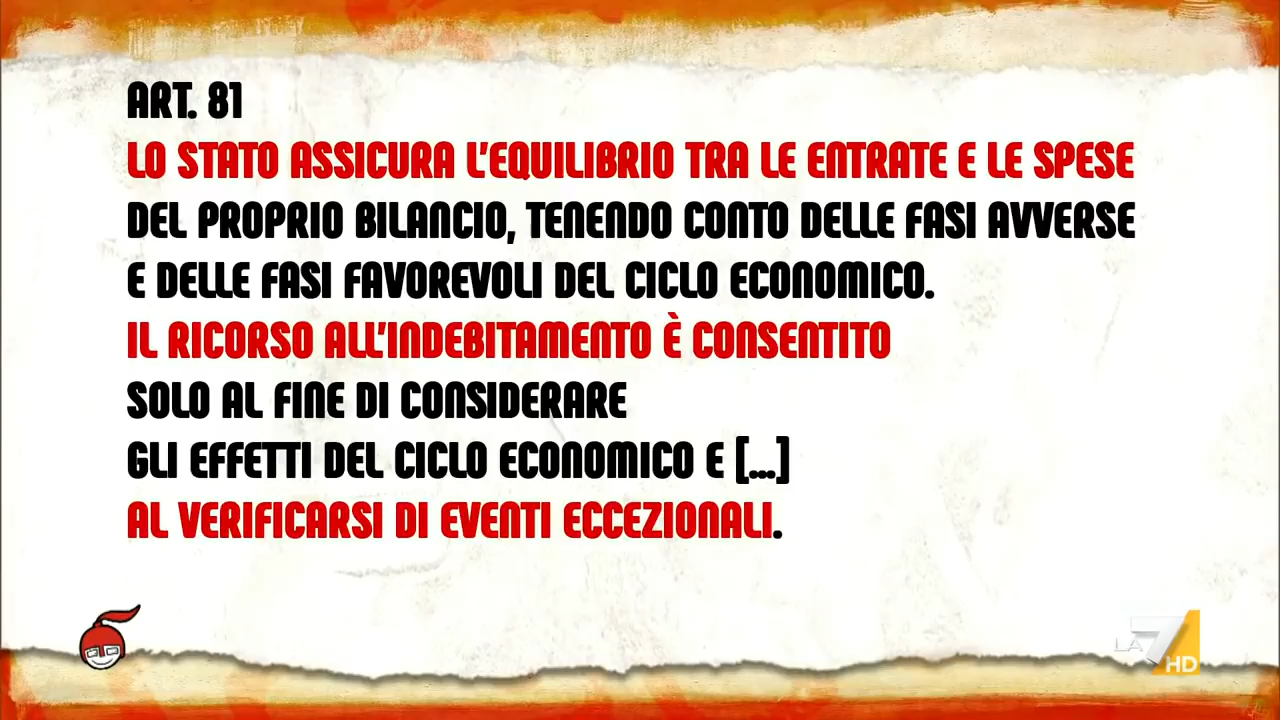 ART. 81
LO STATO ASSICURA L'EQUILIBRIO TRA LE ENTRATE E LE SPESE
DEL PROPRIO BILANCIO, TENENDO CONTO DELLE FASI AVVERSE
E DELLE FASI FAVOREVOLI DEL CICLO ECONOMICO.
IL RICORSO ALL'INDEBITAMENTO È CONSENTITO
SOLO AL FINE DI CONSIDERARE
GLI EFFETTI DEL CICLO ECONOMICO E [...]
AL VERIFICARSI DI EVENTI ECCEZIONALI.
LA7 HD